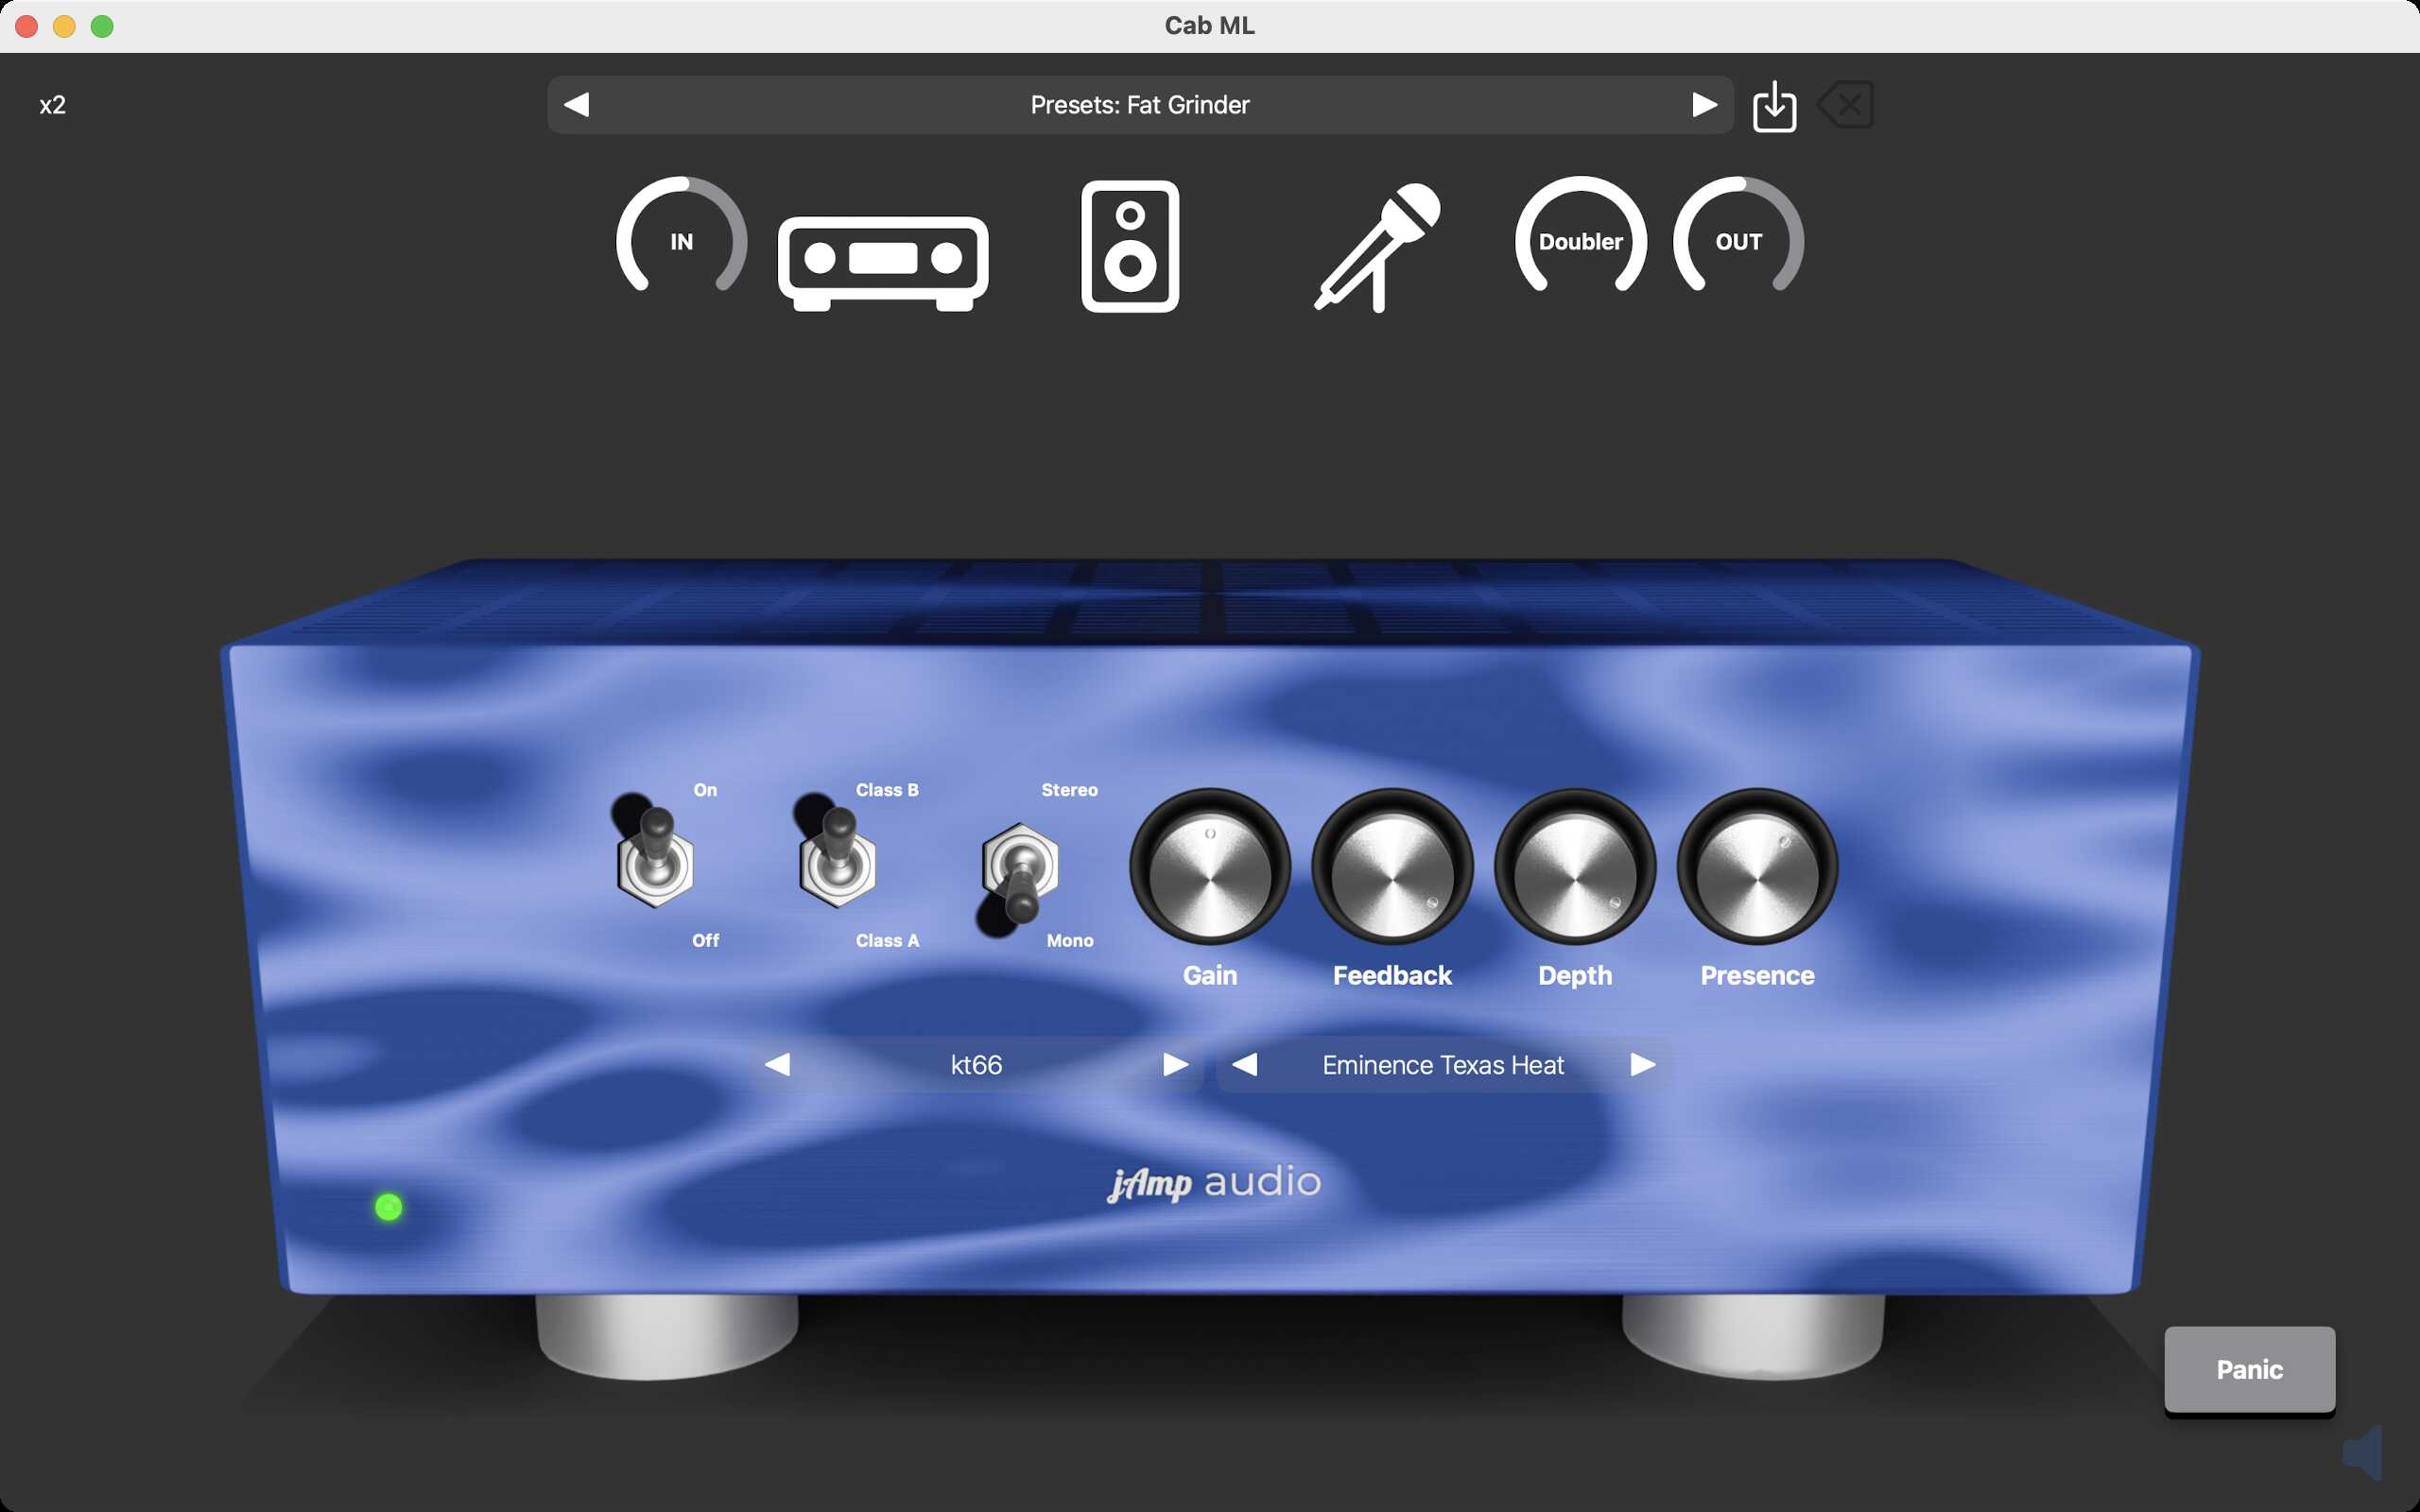 Cab ML
x2
Presets: Fat Grinder
IN
Doubler
OUT
On
Class B
Stereo
Off
Class A
Mono
Gain
Feedback
Depth
Presence
kt66
Eminence Texas Heat
jAmp audio
Panic